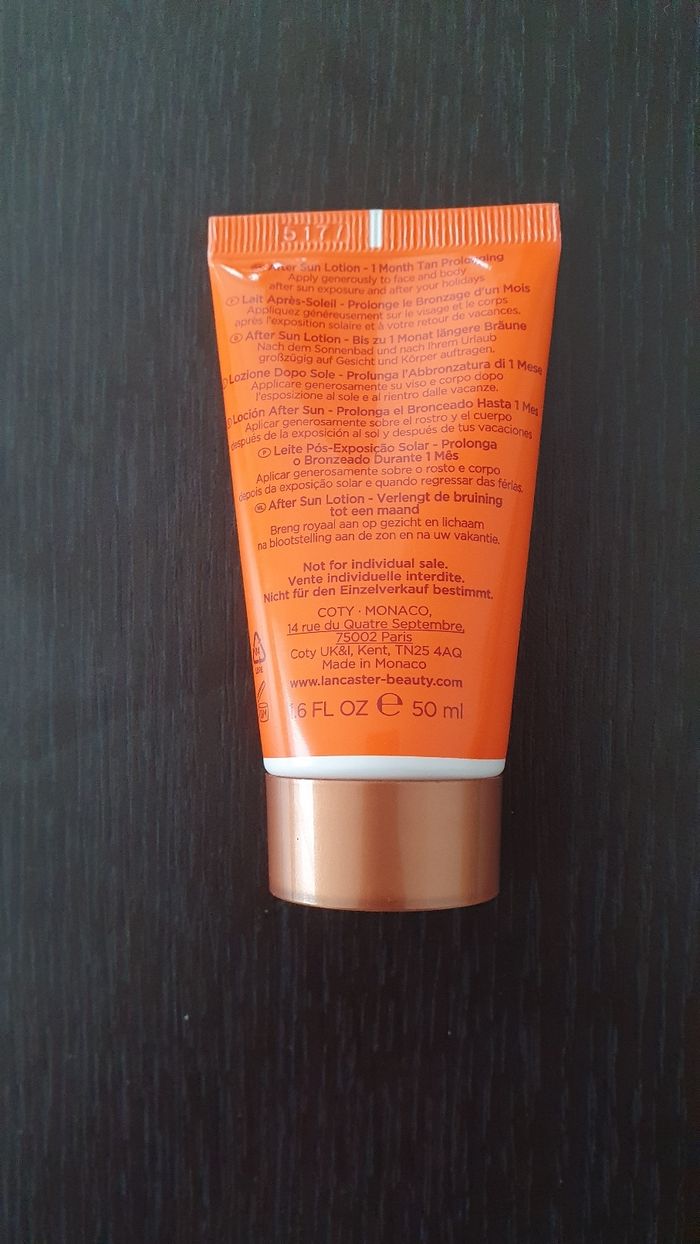 5177
After Sun Lotion - 1 Month Tan Prolonging
Apply generously to face and body
after sun exposure and after your holidays
F Lait Après-Soleil - Prolonge le Bronzage d'un Mois
Appliquez généreusement sur le visage et le corps
après l'exposition solaire et à votre retour de vacances.
D After Sun Lotion - Bis zu 1 Monat längere Bräune
Nach dem Sonnenbad und nach Ihrem Urlaub
großzügig auf Gesicht und Körper auftragen.
Lozione Dopo Sole - Prolunga l'Abbronzatura di 1 Mese
Applicare generosamente su viso e corpo dopo
l'esposizione al sole e al rientro dalle vacanze.
Loción After Sun - Prolonga el Bronceado Hasta 1 Mes
Aplicar generosamente sobre el rostro y el cuerpo
después de la exposición al sol y después de tus vacaciones
P Leite Pós-Exposição Solar - Prolonga
o Bronzeado Durante 1 Mês
Aplicar generosamente sobre o rosto e corpo
depois da exposição solar e quando regressar das férias.
NL After Sun Lotion - Verlengt de bruining
tot een maand
Breng royaal aan op gezicht en lichaam
na blootstelling aan de zon en na uw vakantie.
Not for individual sale.
Vente individuelle interdite.
Nicht für den Einzelverkauf bestimmt.
COTY · MONACO,
14 rue du Quatre Septembre,
75002 Paris
Coty UK&I, Kent, TN25 4AQ
Made in Monaco
www.lancaster-beauty.com
1.6 FL OZ e 50 ml